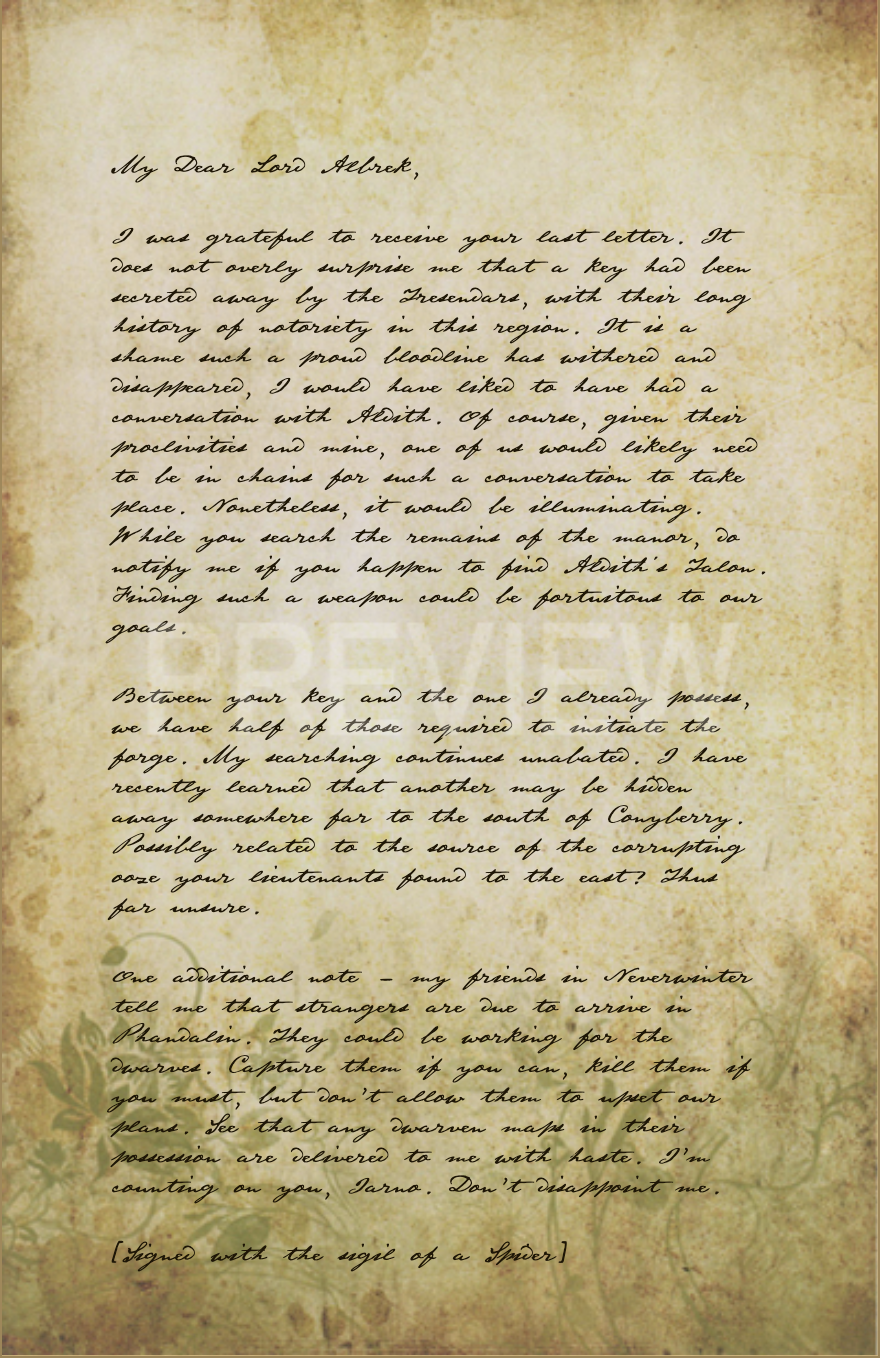 My Dear Lord Albrek,
I was grateful to receive your last letter. It
does not overly surprise me that a key had been
secreted away by the Tresendars, with their long
history of notoriety in this region. It is a
shame such a proud bloodline has withered and
disappeared, I would have liked to have had a
conversation with Aldith. Of course, given their
proclivities and mine, one of us would likely need
to be in chains for such a conversation to take
place. Nonetheless, it would be illuminating.
While you search the remains of the manor, do
notify me if you happen to find Aldith's Talon.
Finding such a weapon could be fortuitous to our
goals.
PREVIEW
Between your key and the one I already possess,
we have half of those required to initiate the
forge. My searching continues unabated. I have
recently learned that another may be hidden
away somewhere far to the south of Conyberry.
Possibly related to the source of the corrupting
ooze your lieutenants found to the east? Thus
far unsure.
One additional note - my friends in Neverwinter
tell me that strangers are due to arrive in
Phandalin. They could be working for the
dwarves. Capture them if you can, kill them if
you must, but don't allow them to upset our
plans. See that any dwarven maps in their
possession are delivered to me with haste. I'm
counting on you, Iarno. Don't disappoint me.
[Signed with the sigil of a Spider]